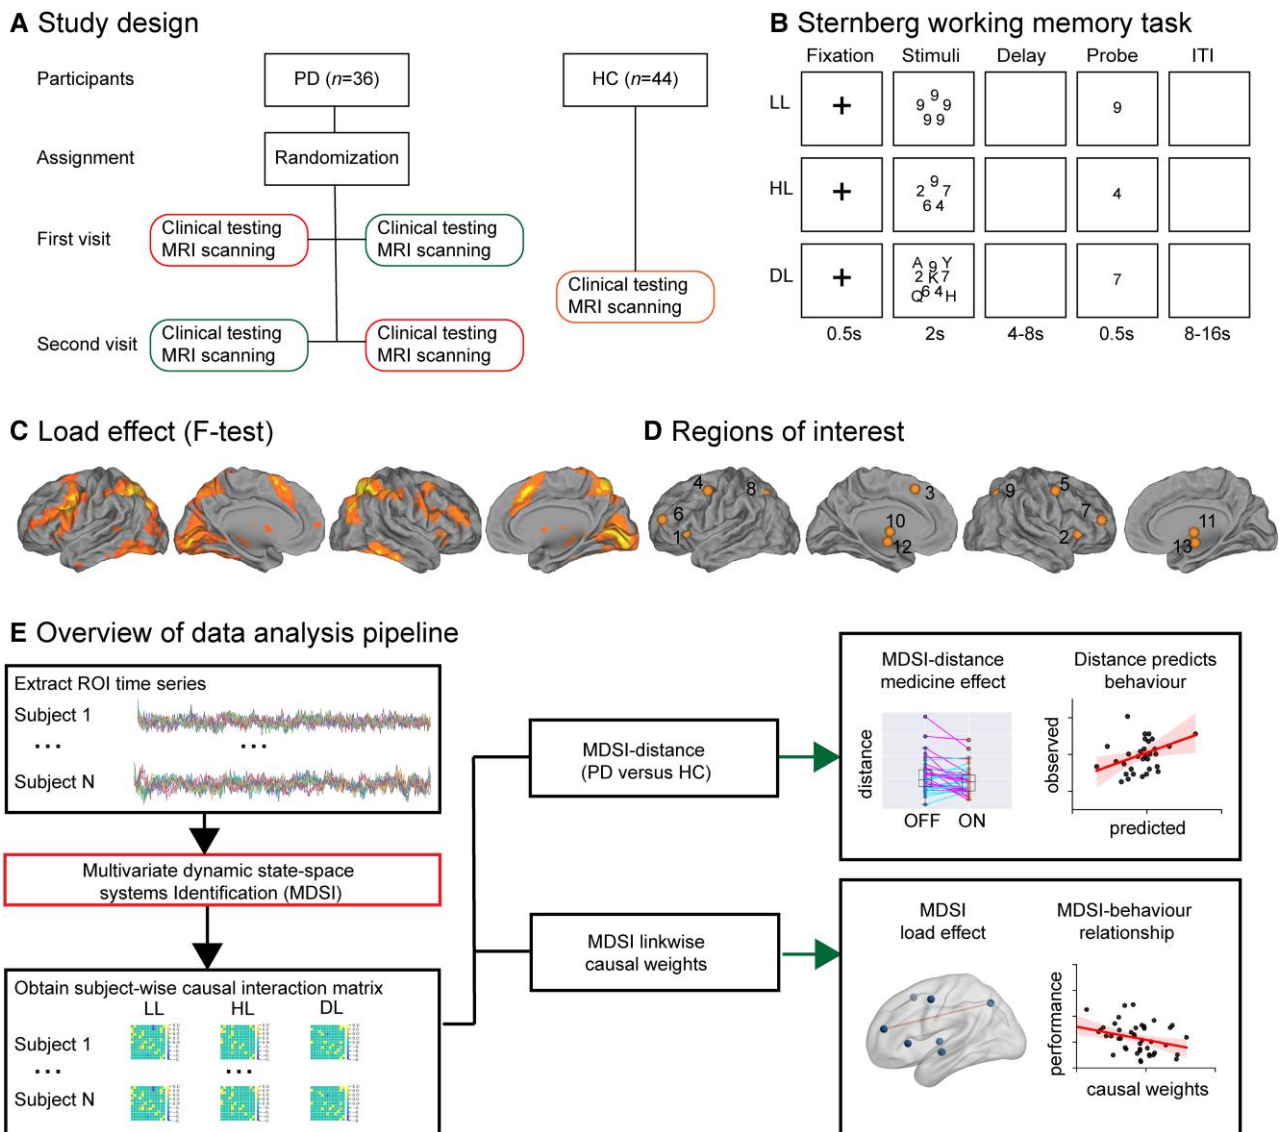 A Study design
Participants
PD (n=36)
HC (n=44)
Assignment
Randomization
First visit
Clinical testing
MRI scanning
Clinical testing
MRI scanning
Clinical testing
MRI scanning
Second visit
Clinical testing
MRI scanning
Clinical testing
MRI scanning
B Sternberg working memory task
Fixation Stimuli Delay Probe ITI
LL
+
9
9 9
9 9
9
HL
+
9
2 7
6 4
4
DL
+
A 9 Y
2 K 7
Q 6 4 H
7
0.5s 2s 4-8s 0.5s 8-16s
C Load effect (F-test)
D Regions of interest
4 8
6
1
3
10
12
9 5
7
2
11
13
E Overview of data analysis pipeline
Extract ROI time series
Subject 1
... ...
Subject N
Multivariate dynamic state-space
systems Identification (MDSI)
Obtain subject-wise causal interaction matrix
LL HL DL
Subject 1
... ...
Subject N
MDSI-distance
(PD versus HC)
MDSI linkwise
causal weights
MDSI-distance
medicine effect
distance
OFF ON
Distance predicts
behaviour
observed
predicted
MDSI
load effect
MDSI-behaviour
relationship
performance
causal weights